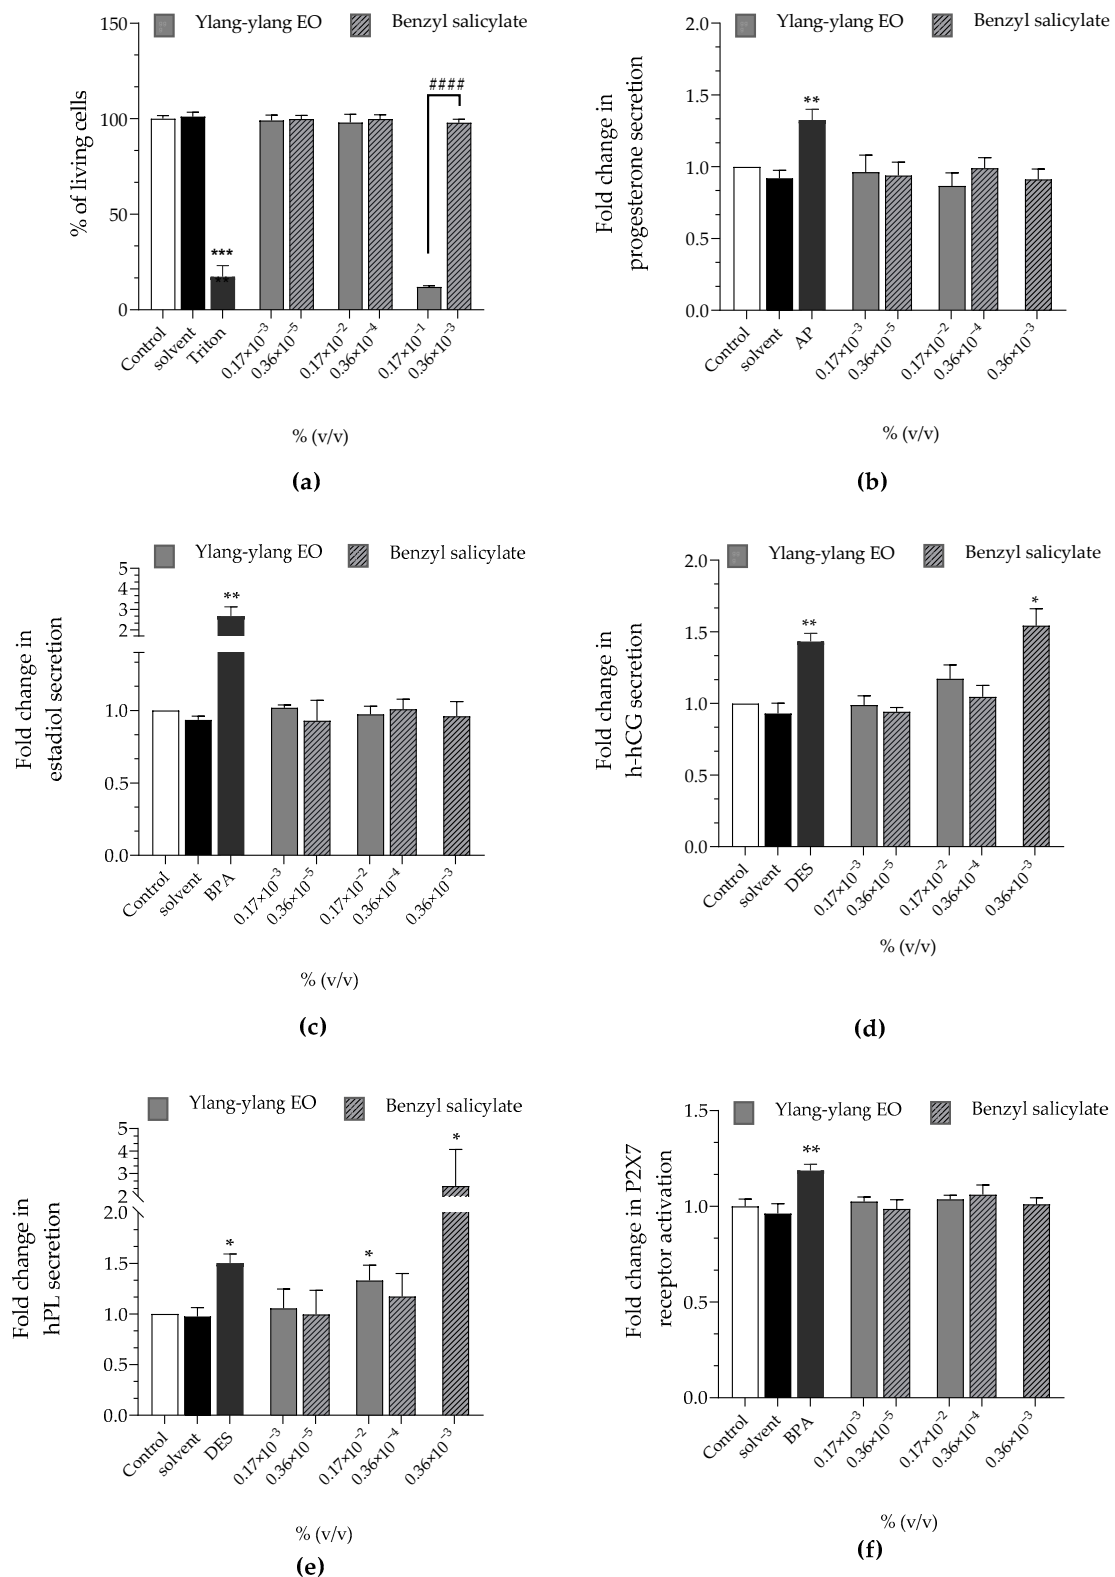 Ylang-ylang EO
Benzyl salicylate
% of living cells
150
100
50
0
***
**
####
Control
solvent
Triton
0.17×10⁻³
0.36×10⁻⁵
0.17×10⁻²
0.36×10⁻⁴
0.17×10⁻¹
0.36×10⁻³
% (v/v)
(a)
Ylang-ylang EO
Benzyl salicylate
Fold change in
progesterone secretion
2.0
1.5
1.0
0.5
0.0
**
Control
solvent
AP
0.17×10⁻³
0.36×10⁻⁵
0.17×10⁻²
0.36×10⁻⁴
0.36×10⁻³
% (v/v)
(b)
Ylang-ylang EO
Benzyl salicylate
Fold change in
estadiol secretion
5
4
3
2
1.0
0.5
0.0
**
Control
solvent
BPA
0.17×10⁻³
0.36×10⁻⁵
0.17×10⁻²
0.36×10⁻⁴
0.36×10⁻³
% (v/v)
(c)
Ylang-ylang EO
Benzyl salicylate
Fold change in
h-hCG secretion
2.0
1.5
1.0
0.5
0.0
**
*
Control
solvent
DES
0.17×10⁻³
0.36×10⁻⁵
0.17×10⁻²
0.36×10⁻⁴
0.36×10⁻³
% (v/v)
(d)
Ylang-ylang EO
Benzyl salicylate
Fold change in
hPL secretion
5
4
3
2
2.0
1.5
1.0
0.5
0.0
*
*
*
Control
solvent
DES
0.17×10⁻³
0.36×10⁻⁵
0.17×10⁻²
0.36×10⁻⁴
0.36×10⁻³
% (v/v)
(e)
Ylang-ylang EO
Benzyl salicylate
Fold change in P2X7
receptor activation
1.5
1.0
0.5
0.0
**
Control
solvent
BPA
0.17×10⁻³
0.36×10⁻⁵
0.17×10⁻²
0.36×10⁻⁴
0.36×10⁻³
% (v/v)
(f)